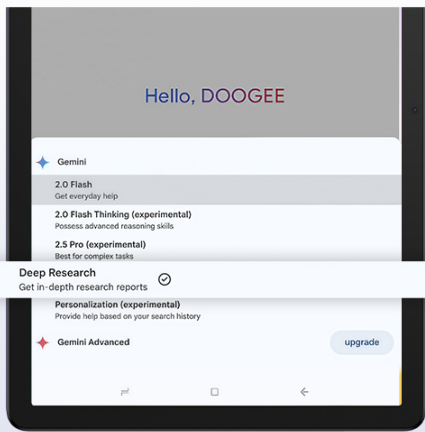 Hello, DOOGEE
Gemini
2.0 Flash
Get everyday help
2.0 Flash Thinking (experimental)
Possess advanced reasoning skills
2.5 Pro (experimental)
Best for complex tasks
Deep Research
Get in-depth research reports
Personalization (experimental)
Provide help based on your search history
Gemini Advanced
upgrade